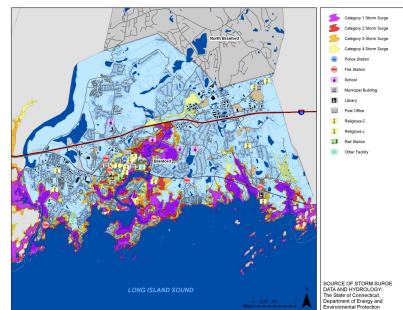 North Branford
Branford
LONG ISLAND SOUND
N
Category 1 Storm Surge
Category 2 Storm Surge
Category 3 Storm Surge
Category 4 Storm Surge
Police Station
Fire Station
School
Municipal Building
Library
Post Office
Religious-C
Religious-J
Rail Station
Other Facility
SOURCE OF STORM SURGE
DATA AND HYDROLOGY:
The State of Connecticut,
Department of Energy and
Environmental Protection